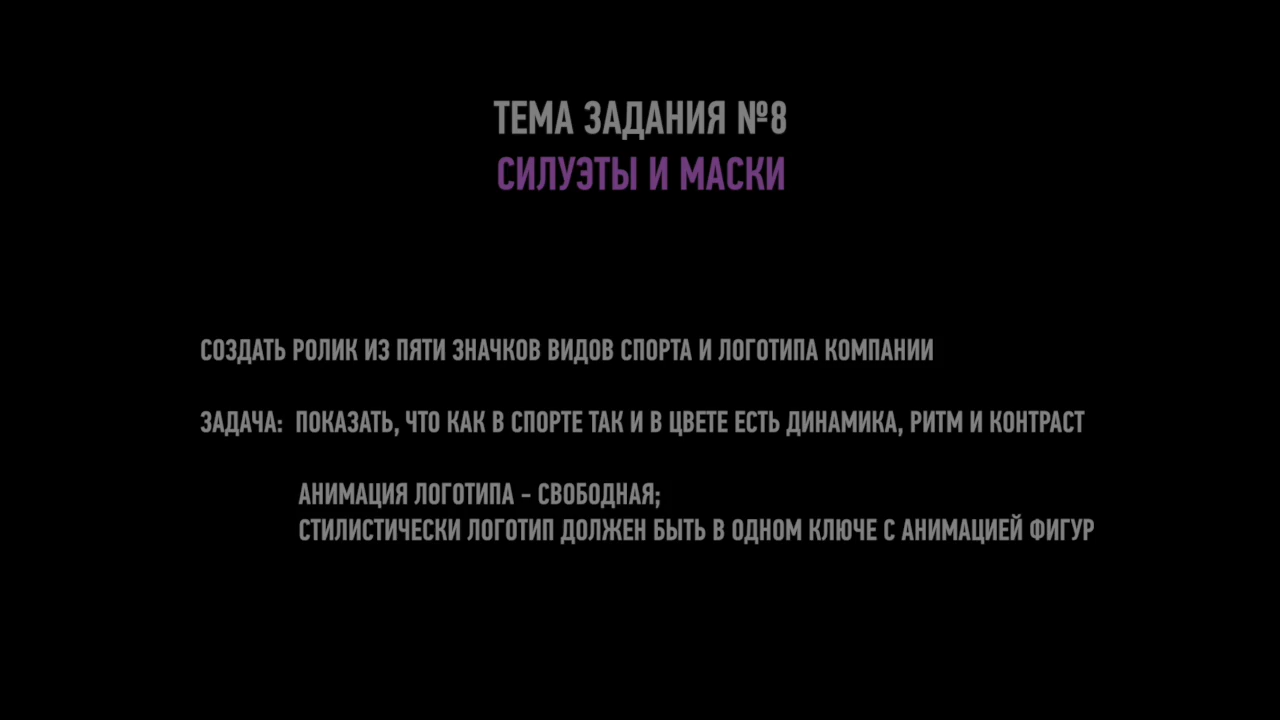 ТЕМА ЗАДАНИЯ №8
СИЛУЭТЫ И МАСКИ
СОЗДАТЬ РОЛИК ИЗ ПЯТИ ЗНАЧКОВ ВИДОВ СПОРТА И ЛОГОТИПА КОМПАНИИ
ЗАДАЧА: ПОКАЗАТЬ, ЧТО КАК В СПОРТЕ ТАК И В ЦВЕТЕ ЕСТЬ ДИНАМИКА, РИТМ И КОНТРАСТ
АНИМАЦИЯ ЛОГОТИПА - СВОБОДНАЯ;
СТИЛИСТИЧЕСКИ ЛОГОТИП ДОЛЖЕН БЫТЬ В ОДНОМ КЛЮЧЕ С АНИМАЦИЕЙ ФИГУР